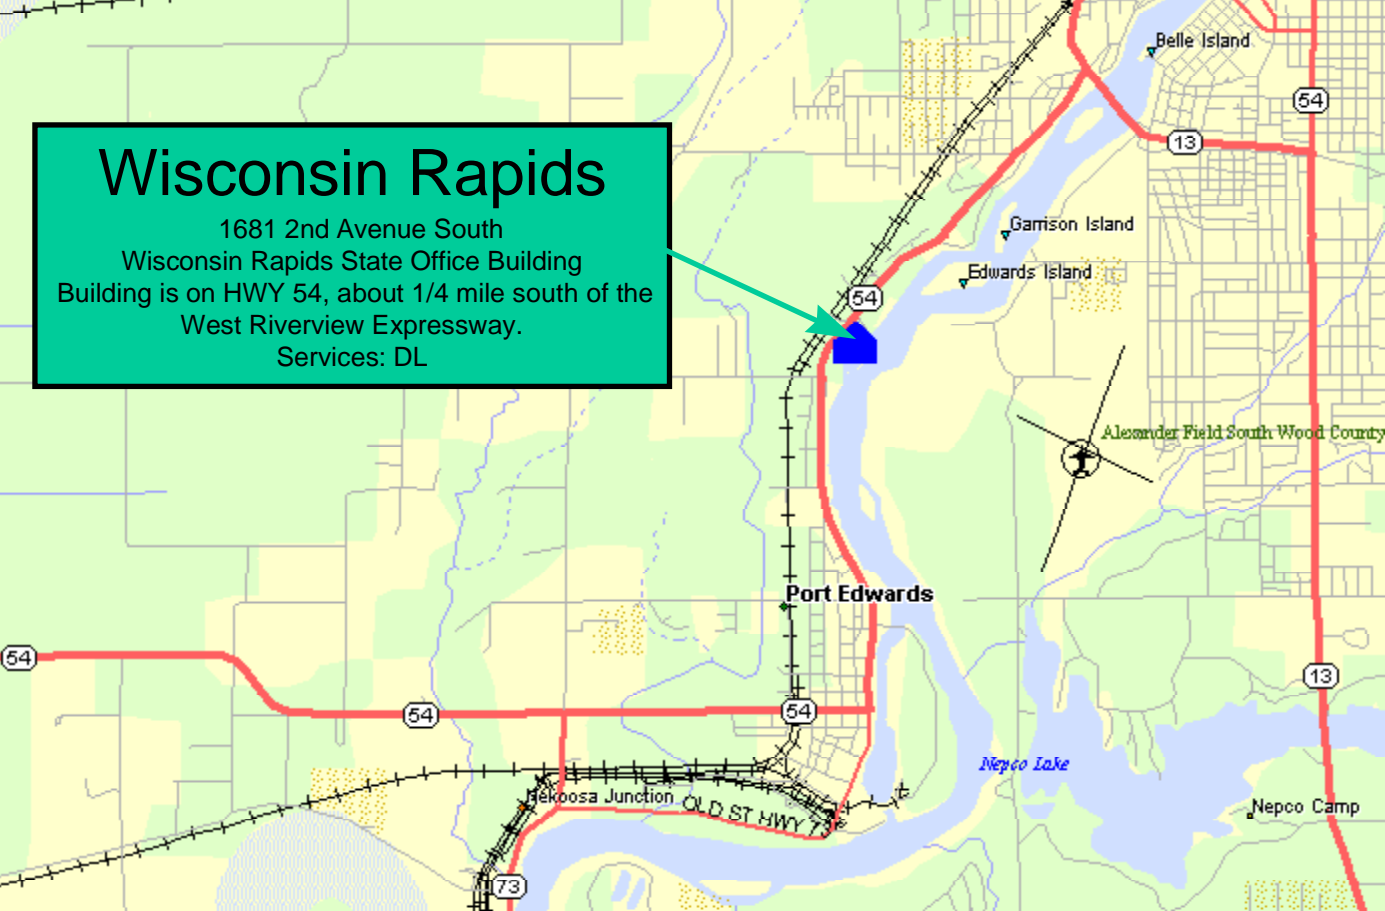 Belle Island
54
13
Wisconsin Rapids
1681 2nd Avenue South
Wisconsin Rapids State Office Building
Building is on HWY 54, about 1/4 mile south of the
West Riverview Expressway.
Services: DL
Garrison Island
Edwards Island
54
Alexander Field South Wood County
Port Edwards
54
13
54
54
Nepco Lake
Nekoosa Junction
OLD ST HWY 73
Nepco Camp
73